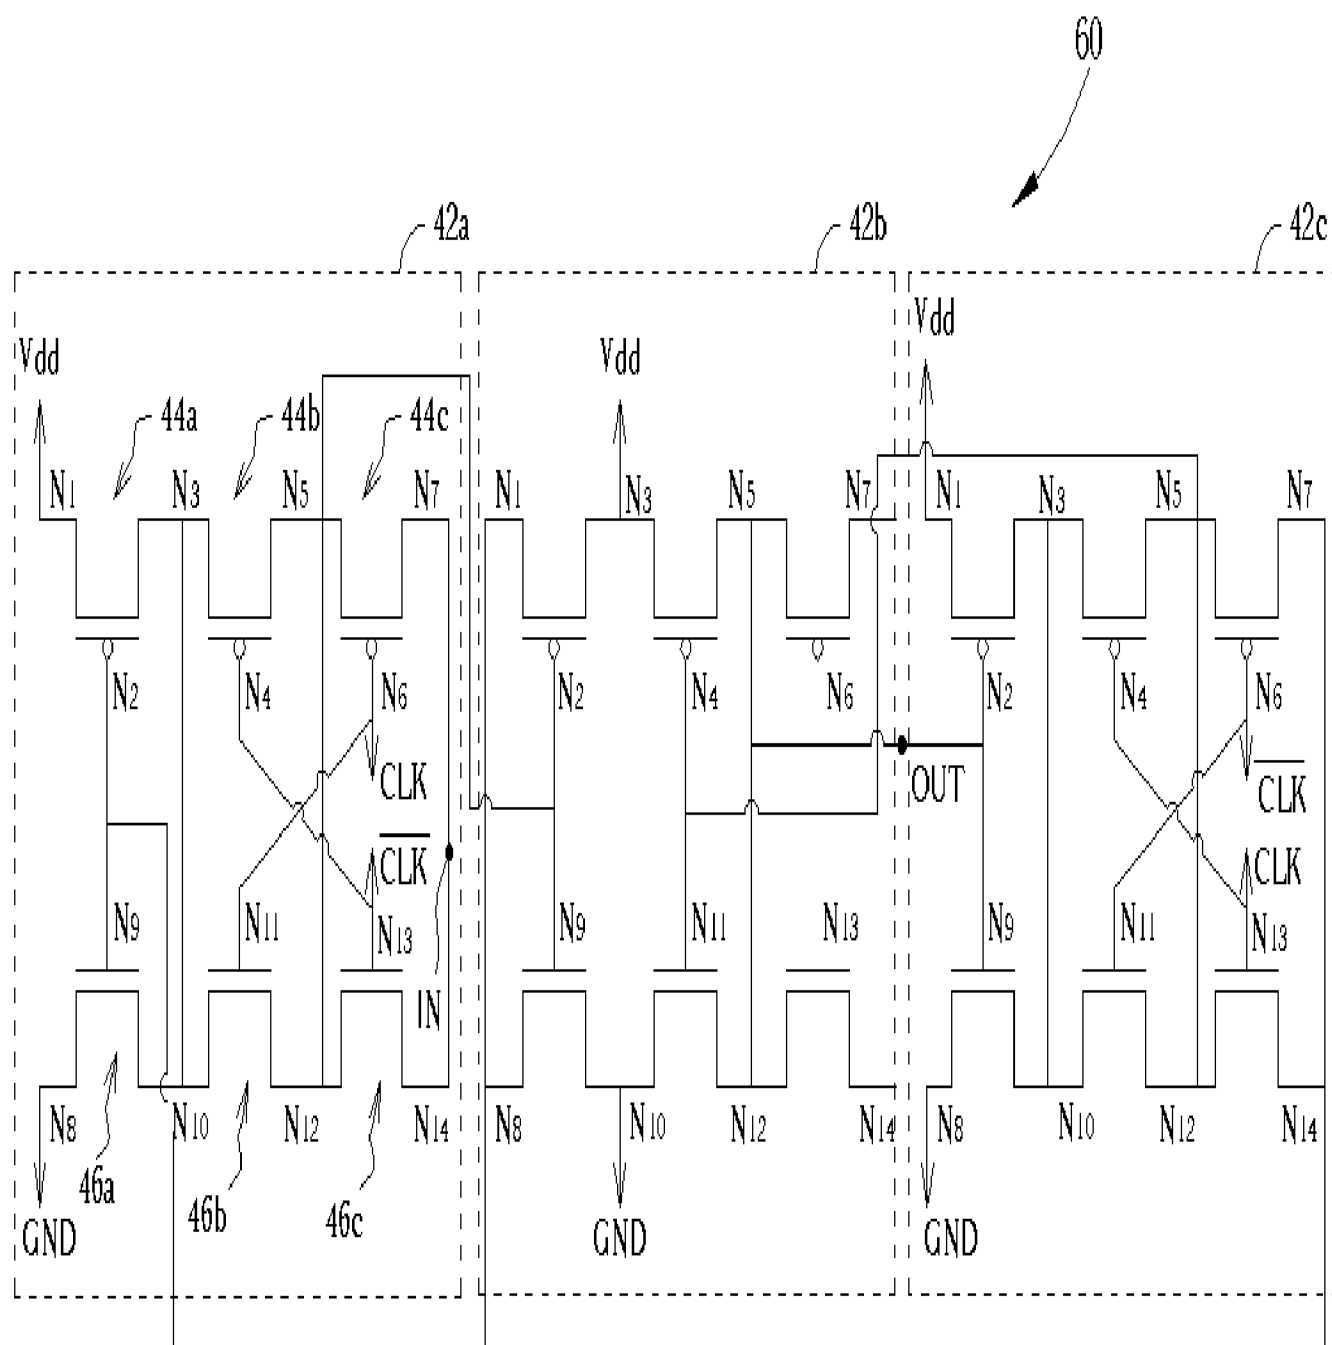 60
42a 42b 42c
Vdd Vdd Vdd
44a 44b 44c
N1 N3 N5 N7 N1 N3 N5 N7 N1 N3 N5 N7
N2 N4 N6 N2 N4 N6 N2 N4 N6
CLK OUT CLK
CLK CLK
N9 N11 N13 N9 N11 N13 N9 N11 N13
IN
N8 N10 N12 N14 N8 N10 N12 N14 N8 N10 N12 N14
46a 46b 46c
GND GND GND